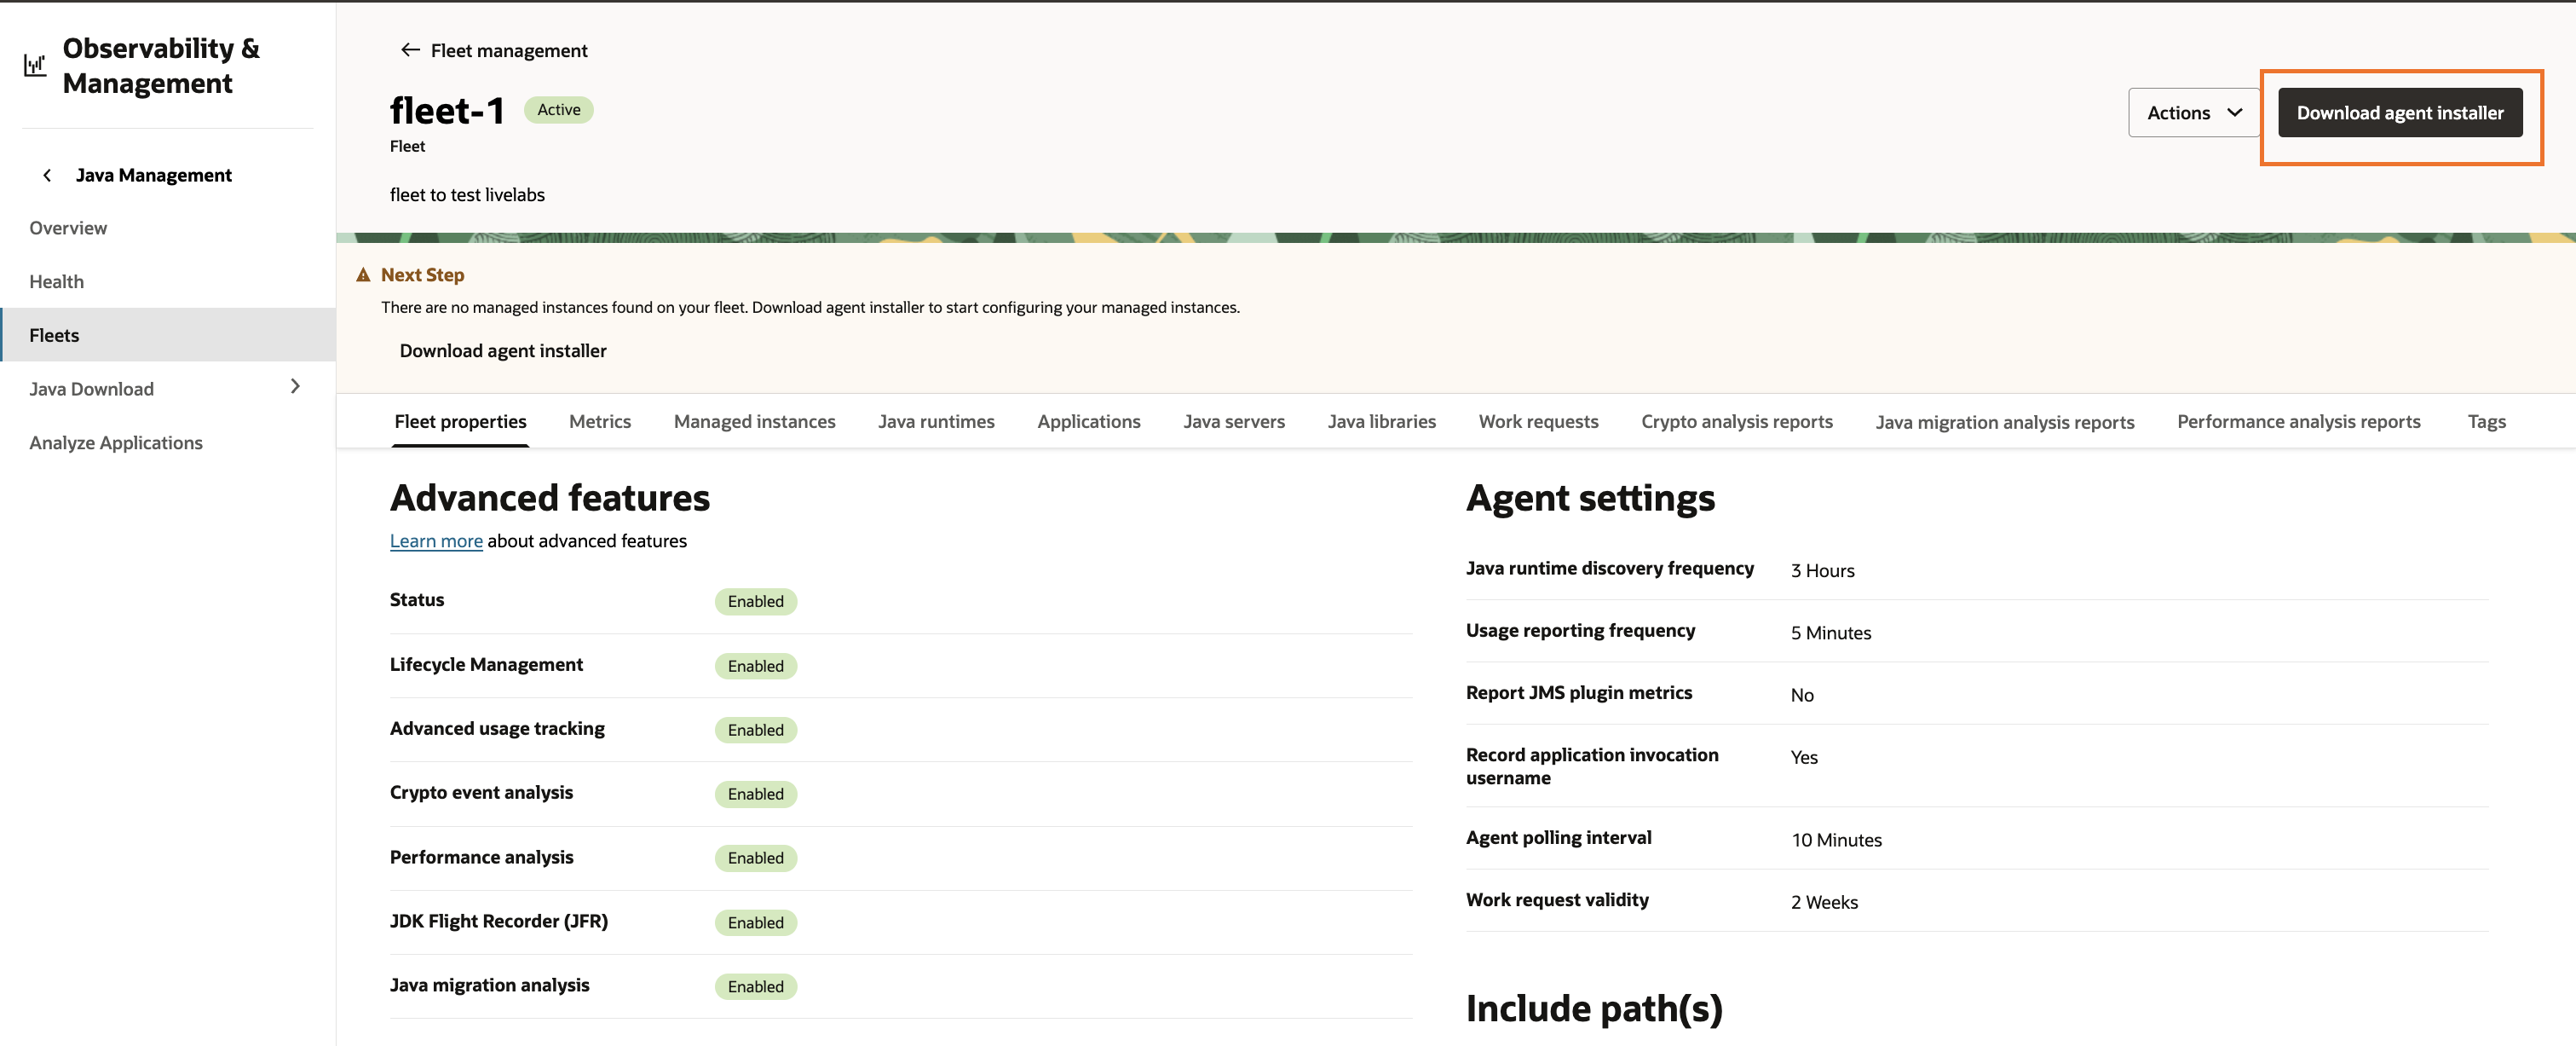 Observability &
Management
Java Management
Overview
Health
Fleets
Java Download
Analyze Applications
Fleet management
fleet-1 Active
Fleet
fleet to test livelabs
Actions
Download agent installer
Next Step
There are no managed instances found on your fleet. Download agent installer to start configuring your managed instances.
Download agent installer
Fleet properties Metrics Managed instances Java runtimes Applications Java servers Java libraries Work requests Crypto analysis reports Java migration analysis reports Performance analysis reports Tags
Advanced features
Learn more about advanced features
Status Enabled
Lifecycle Management Enabled
Advanced usage tracking Enabled
Crypto event analysis Enabled
Performance analysis Enabled
JDK Flight Recorder (JFR) Enabled
Java migration analysis Enabled
Agent settings
Java runtime discovery frequency 3 Hours
Usage reporting frequency 5 Minutes
Report JMS plugin metrics No
Record application invocation Yes
username
Agent polling interval 10 Minutes
Work request validity 2 Weeks
Include path(s)